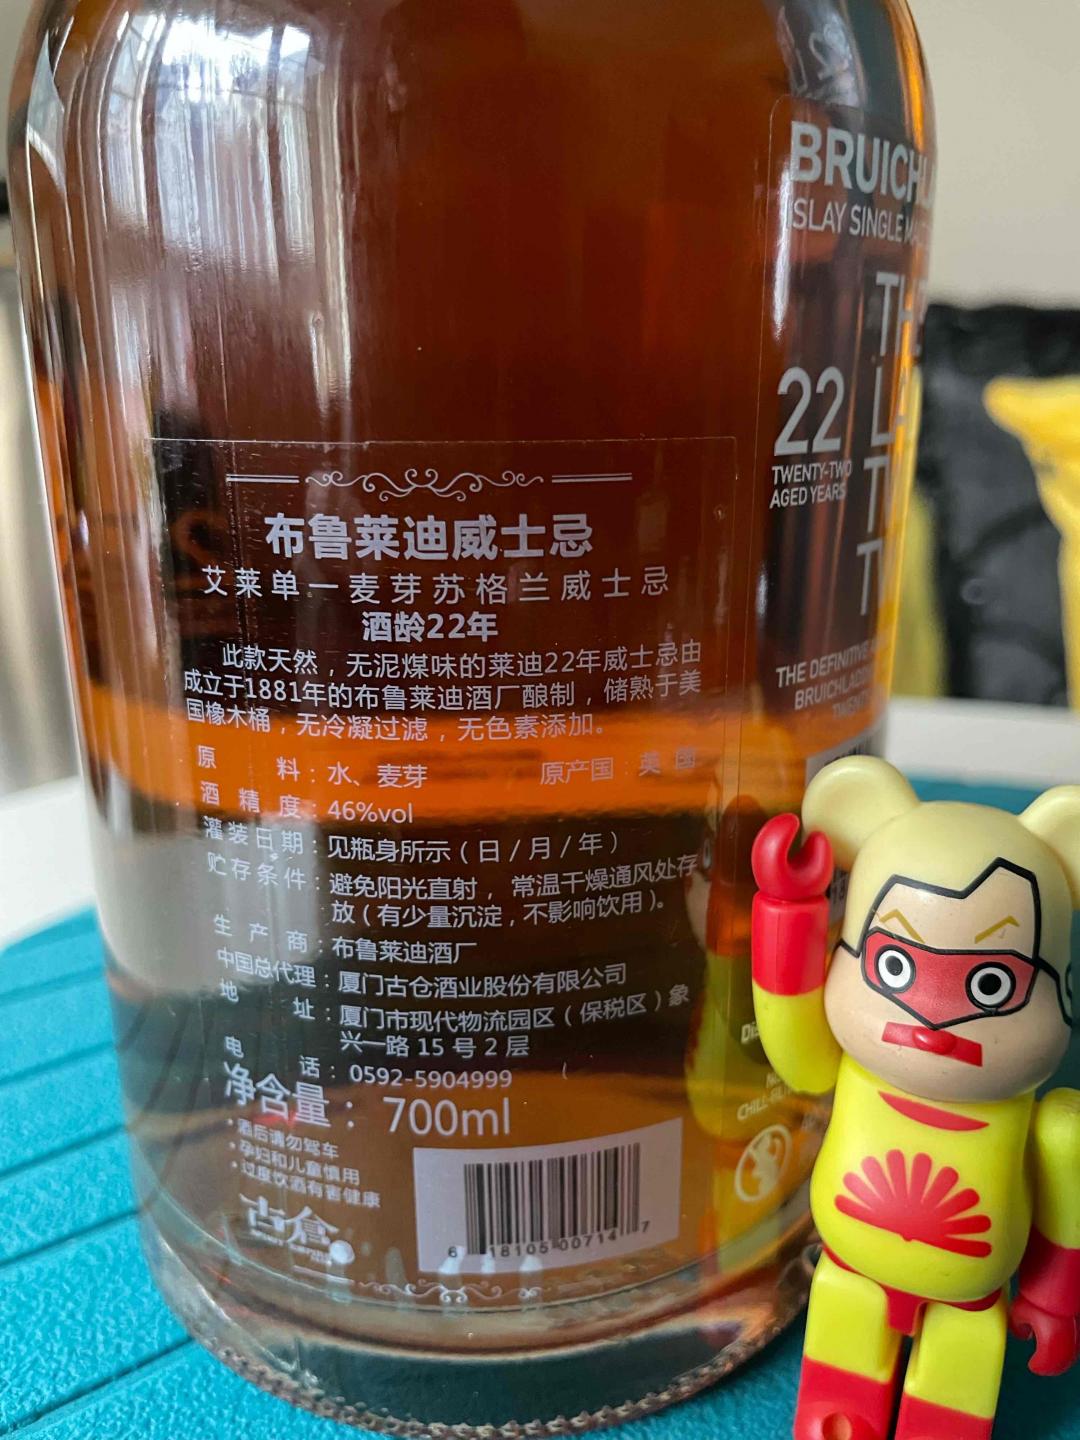 布鲁莱迪威士忌
艾莱单一麦芽苏格兰威士忌
酒龄22年
此款天然，无泥煤味的莱迪22年威士忌由
成立于1881年的布鲁莱迪酒厂酿制，储熟于美
国橡木桶，无冷凝过滤，无色素添加。
原料：水、麦芽 原产国：英国
酒精度：46%vol
灌装日期：见瓶身所示（日/月/年）
贮存条件：避免阳光直射，常温干燥通风处存
放（有少量沉淀，不影响饮用）。
生产商：布鲁莱迪酒厂
中国总代理：厦门古仓酒业股份有限公司
地址：厦门市现代物流园区（保税区）象
兴一路15号2层
电话：0592-5904999
净含量：700ml
·酒后请勿驾车
·孕妇和儿童慎用
·过度饮酒有害健康
古倉
6 18105 00714 7
BRUICHLA
ISLAY SINGLE MA
22
TWENTY-TWO
AGED YEARS
THE DEFINITIVE
BRUICHLADD
TWENTY
CHILL-FIL